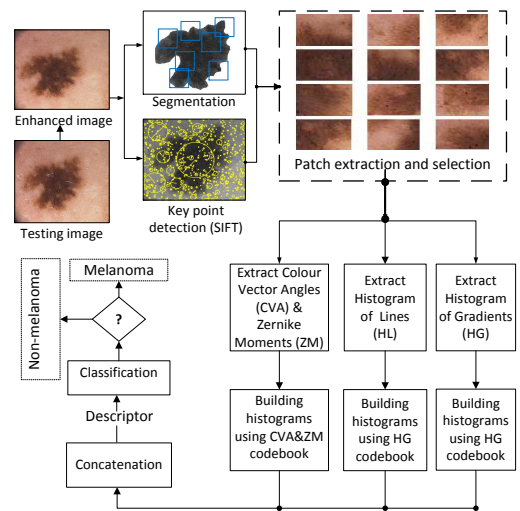 Enhanced image
Testing image
Segmentation
Key point
detection (SIFT)
Patch extraction and selection
Extract Colour
Vector Angles
(CVA) &
Zernike
Moments (ZM)
Extract
Histogram
of Lines
(HL)
Extract
Histogram
of Gradients
(HG)
Building
histograms
using CVA&ZM
codebook
Building
histograms
using HG
codebook
Building
histograms
using HG
codebook
Concatenation
Descriptor
Classification
?
Melanoma
Non-melanoma